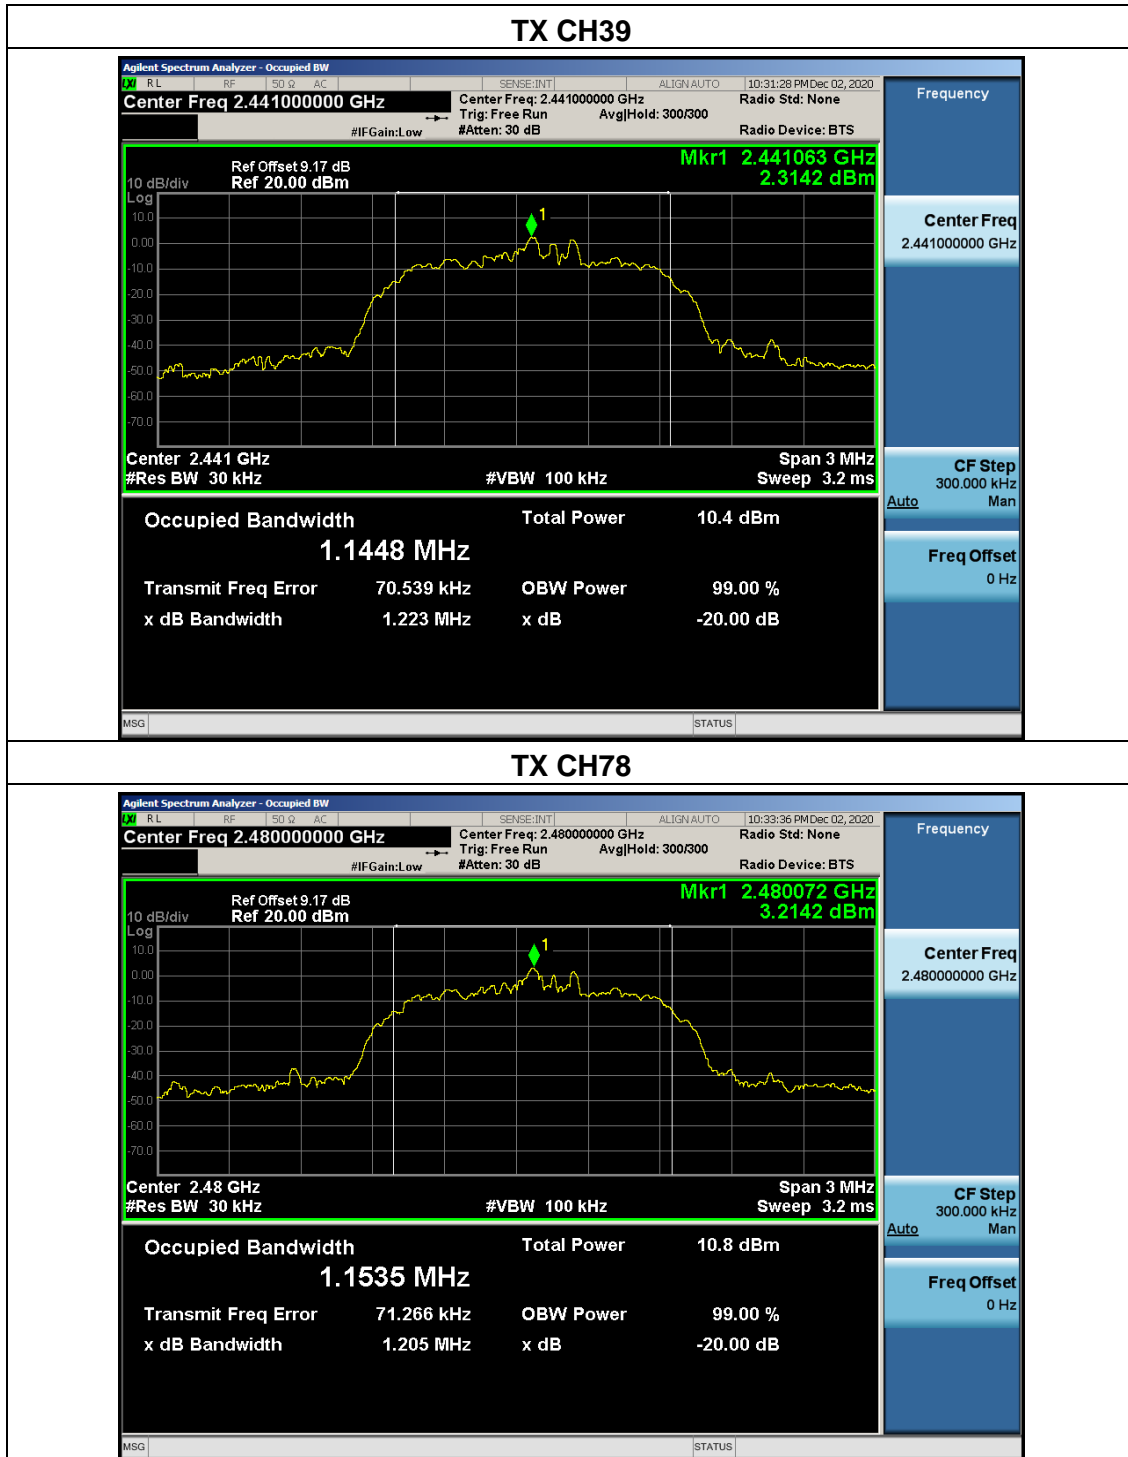 TX CH39
Agilent Spectrum Analyzer - Occupied BW
LXI RL RF 50 Ω AC SENSE:INT ALIGN AUTO 10:31:28 PM Dec 02, 2020
Center Freq 2.441000000 GHz Center Freq: 2.441000000 GHz Radio Std: None Frequency
Trig: Free Run Avg|Hold: 300/300
#IFGain:Low #Atten: 30 dB Radio Device: BTS
Mkr1 2.441063 GHz
2.3142 dBm
Ref Offset 9.17 dB
10 dB/div Ref 20.00 dBm
Log
10.0
0.00
-10.0
-20.0
-30.0
-40.0
-50.0
-60.0
-70.0
1
Center Freq
2.441000000 GHz
Center 2.441 GHz Span 3 MHz
#Res BW 30 kHz #VBW 100 kHz Sweep 3.2 ms
CF Step
300.000 kHz
Auto Man
Occupied Bandwidth Total Power 10.4 dBm
1.1448 MHz
Freq Offset
0 Hz
Transmit Freq Error 70.539 kHz OBW Power 99.00 %
x dB Bandwidth 1.223 MHz x dB -20.00 dB
MSG STATUS
TX CH78
Agilent Spectrum Analyzer - Occupied BW
LXI RL RF 50 Ω AC SENSE:INT ALIGN AUTO 10:33:36 PM Dec 02, 2020
Center Freq 2.480000000 GHz Center Freq: 2.480000000 GHz Radio Std: None Frequency
Trig: Free Run Avg|Hold: 300/300
#IFGain:Low #Atten: 30 dB Radio Device: BTS
Mkr1 2.480072 GHz
3.2142 dBm
Ref Offset 9.17 dB
10 dB/div Ref 20.00 dBm
Log
10.0
0.00
-10.0
-20.0
-30.0
-40.0
-50.0
-60.0
-70.0
1
Center Freq
2.480000000 GHz
Center 2.48 GHz Span 3 MHz
#Res BW 30 kHz #VBW 100 kHz Sweep 3.2 ms
CF Step
300.000 kHz
Auto Man
Occupied Bandwidth Total Power 10.8 dBm
1.1535 MHz
Freq Offset
0 Hz
Transmit Freq Error 71.266 kHz OBW Power 99.00 %
x dB Bandwidth 1.205 MHz x dB -20.00 dB
MSG STATUS